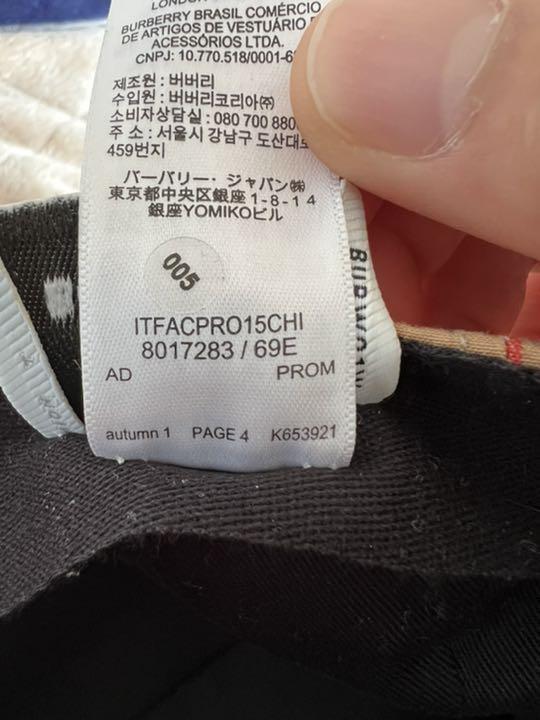 LONDON
BURBERRY BRASIL COMÉRCIO
DE ARTIGOS DE VESTUÁRIO
ACESSÓRIOS LTDA.
CNPJ: 10.770.518/0001-6
제조원 : 버버리
수입원 : 버버리코리아㈜
소비자상담실 : 080 700 880
주 소 : 서울시 강남구 도산대로
459번지
バーバリー・ジャパン㈱
東京都中央区銀座1-8-14
銀座YOMIKOビル
005
ITFACPRO15CHI
8017283 / 69E
AD PROM
autumn 1 PAGE 4 K653921